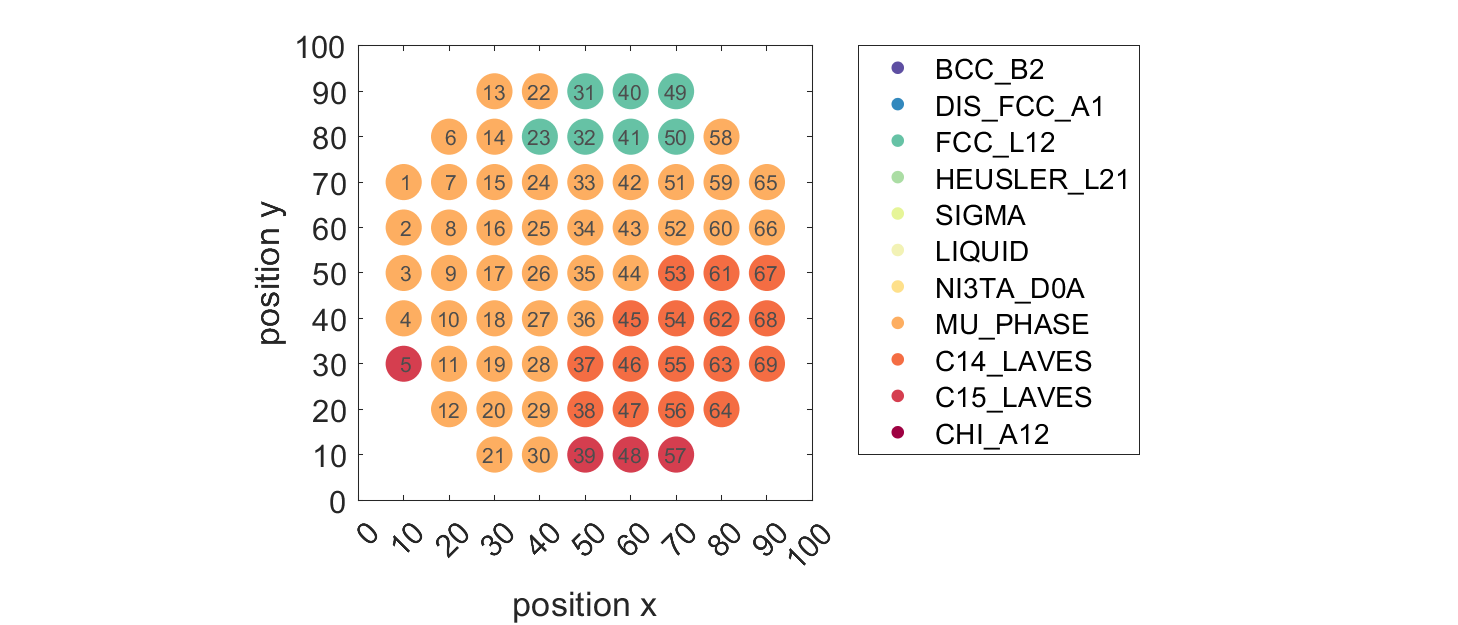 100
90
80
70
60
50
40
30
20
10
0
position y
13 22 31 40 49
6 14 23 32 41 50 58
1 7 15 24 33 42 51 59 65
2 8 16 25 34 43 52 60 66
3 9 17 26 35 44 53 61 67
4 10 18 27 36 45 54 62 68
5 11 19 28 37 46 55 63 69
12 20 29 38 47 56 64
21 30 39 48 57
0 10 20 30 40 50 60 70 80 90 100
position x
BCC_B2
DIS_FCC_A1
FCC_L12
HEUSLER_L21
SIGMA
LIQUID
NI3TA_D0A
MU_PHASE
C14_LAVES
C15_LAVES
CHI_A12